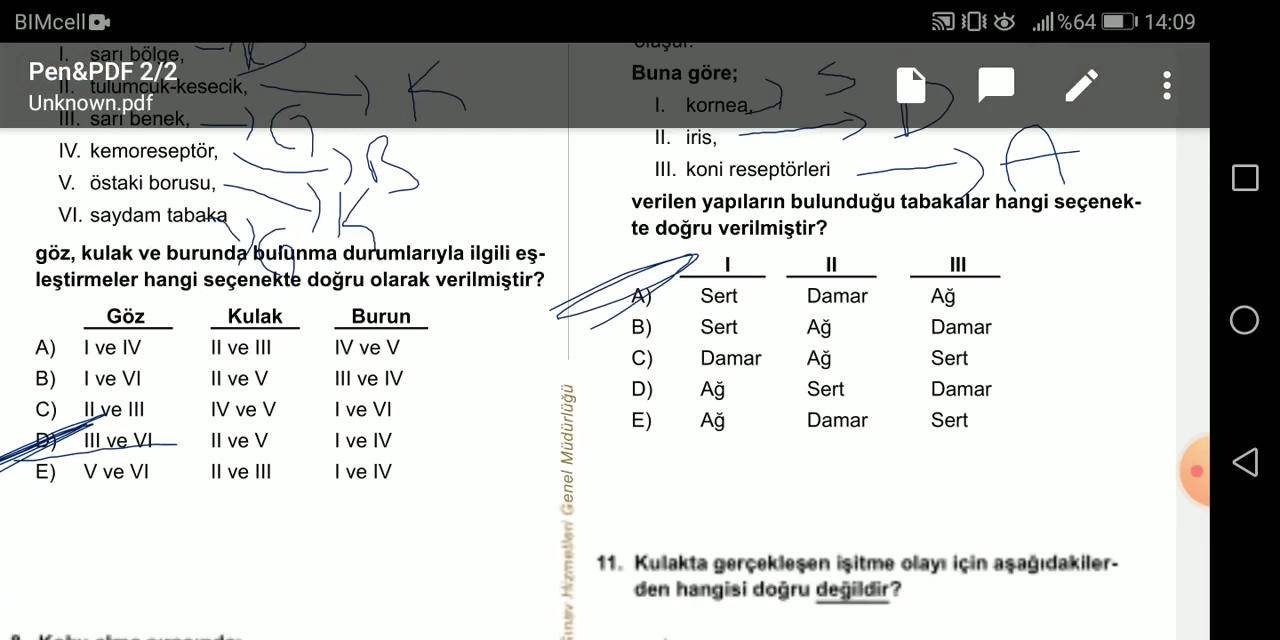 BIMcell
%64 14:09
Pen&PDF 2/2
Unknown.pdf
I. sarı bölge,
II. tulumcuk-kesecik, K
III. sarı benek, G
IV. kemoreseptör, B
V. östaki borusu, K
VI. saydam tabaka G
göz, kulak ve burunda bulunma durumlarıyla ilgili eş-
leştirmeler hangi seçenekte doğru olarak verilmiştir?
Göz Kulak Burun
A) I ve IV II ve III IV ve V
B) I ve VI II ve V III ve IV
C) II ve III IV ve V I ve VI
D) III ve VI II ve V I ve IV
E) V ve VI II ve III I ve IV
oluşur.
Buna göre;
I. kornea, S
II. iris, D
III. koni reseptörleri A
verilen yapıların bulunduğu tabakalar hangi seçenek-
te doğru verilmiştir?
I II III
A) Sert Damar Ağ
B) Sert Ağ Damar
C) Damar Ağ Sert
D) Ağ Sert Damar
E) Ağ Damar Sert
Sınav Hizmetleri Genel Müdürlüğü
11. Kulakta gerçekleşen işitme olayı için aşağıdakiler-
den hangisi doğru değildir?